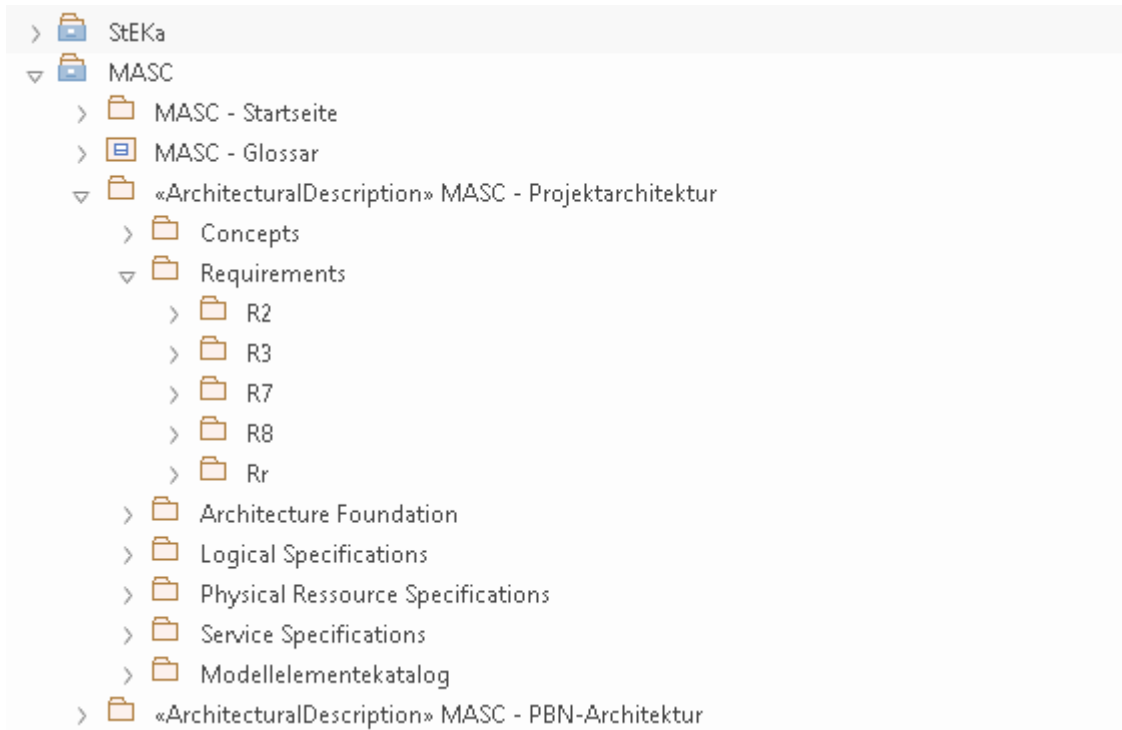 StEKa
MASC
MASC - Startseite
MASC - Glossar
«ArchitecturalDescription» MASC - Projektarchitektur
Concepts
Requirements
R2
R3
R7
R8
Rr
Architecture Foundation
Logical Specifications
Physical Ressource Specifications
Service Specifications
Modellelementekatalog
«ArchitecturalDescription» MASC - PBN-Architektur